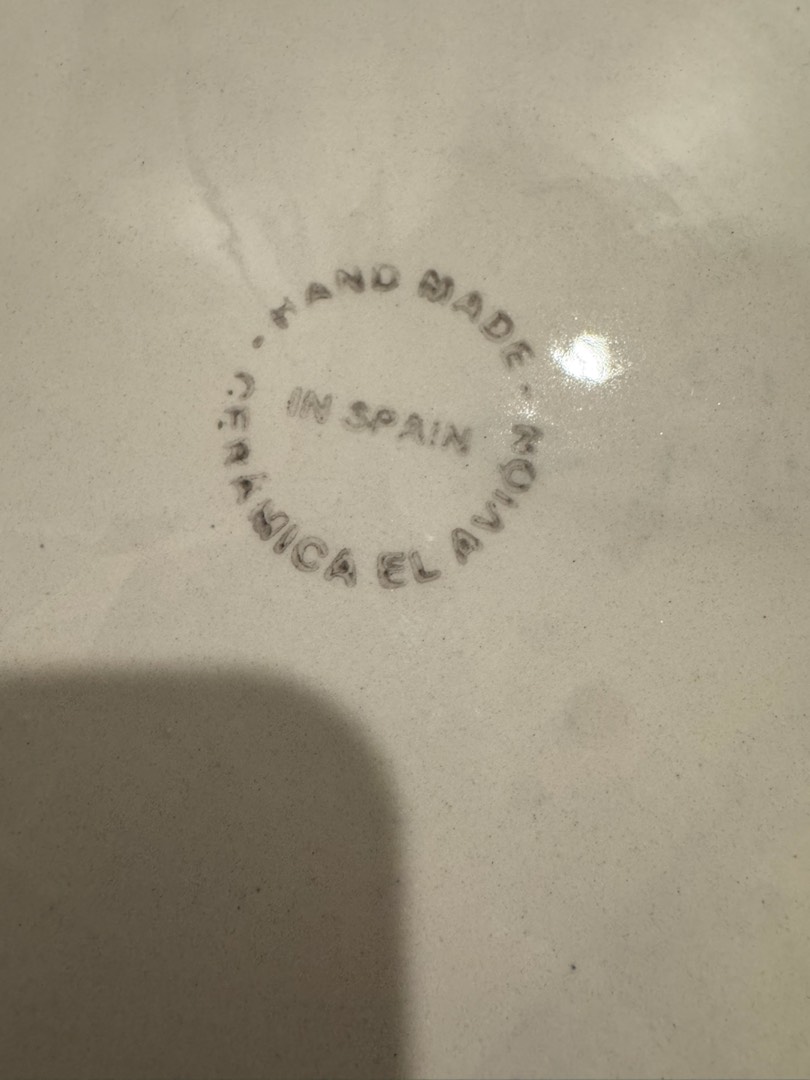 · HAND MADE ·
IN SPAIN
CERÁMICA EL AVIÓN